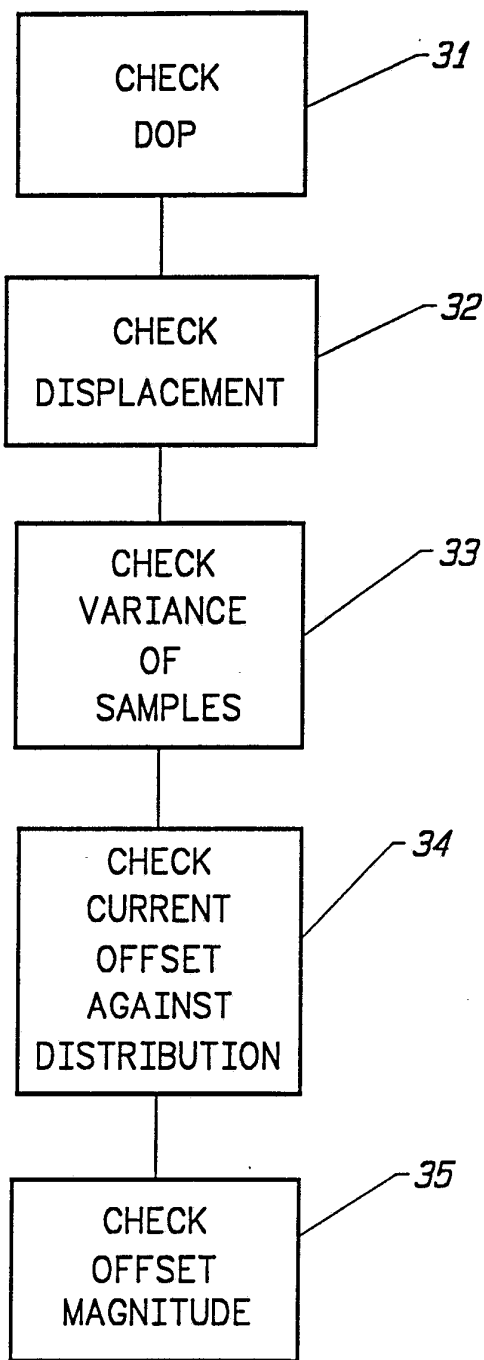 CHECK
DOP
31
CHECK
DISPLACEMENT
32
CHECK
VARIANCE
OF
SAMPLES
33
CHECK
CURRENT
OFFSET
AGAINST
DISTRIBUTION
34
CHECK
OFFSET
MAGNITUDE
35